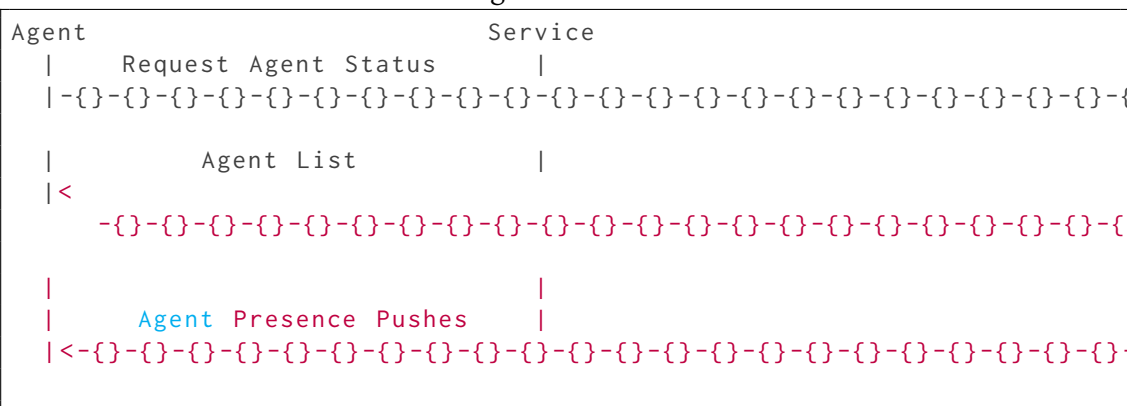 Agent                         Service
  |    Request Agent Status      |
  |-{}-{}-{}-{}-{}-{}-{}-{}-{}-{}-{}-{}-{}-{}-{}-{}-{}-{}-{}-{}-{}-{}-{
  |         Agent List           |
  |<
     -{}-{}-{}-{}-{}-{}-{}-{}-{}-{}-{}-{}-{}-{}-{}-{}-{}-{}-{}-{}-{}-{
  |                              |
  |     Agent Presence Pushes    |
  |<-{}-{}-{}-{}-{}-{}-{}-{}-{}-{}-{}-{}-{}-{}-{}-{}-{}-{}-{}-{}-{}-{}-